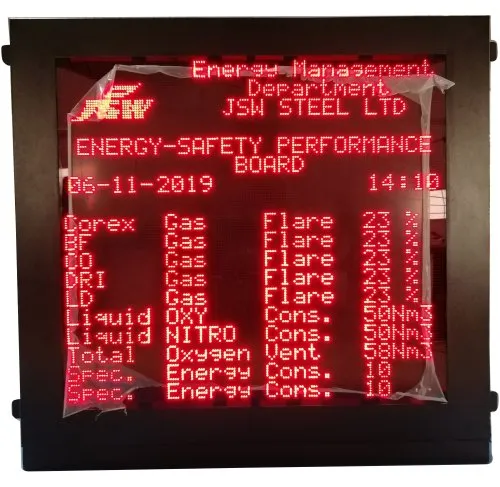 Energy Management
Department
JSW
JSW STEEL LTD
ENERGY-SAFETY PERFORMANCE
BOARD
06-11-2019 14:10
Corex Gas Flare 23 %
BF Gas Flare 23 %
CO Gas Flare 23 %
DRI Gas Flare 23 %
LD Gas Flare 23 %
Liquid OXY Cons. 50Nm3
Liquid NITRO Cons. 50Nm3
Total Oxygen Vent 58Nm3
Spec. Energy Cons. 10
Spec. Energy Cons. 10